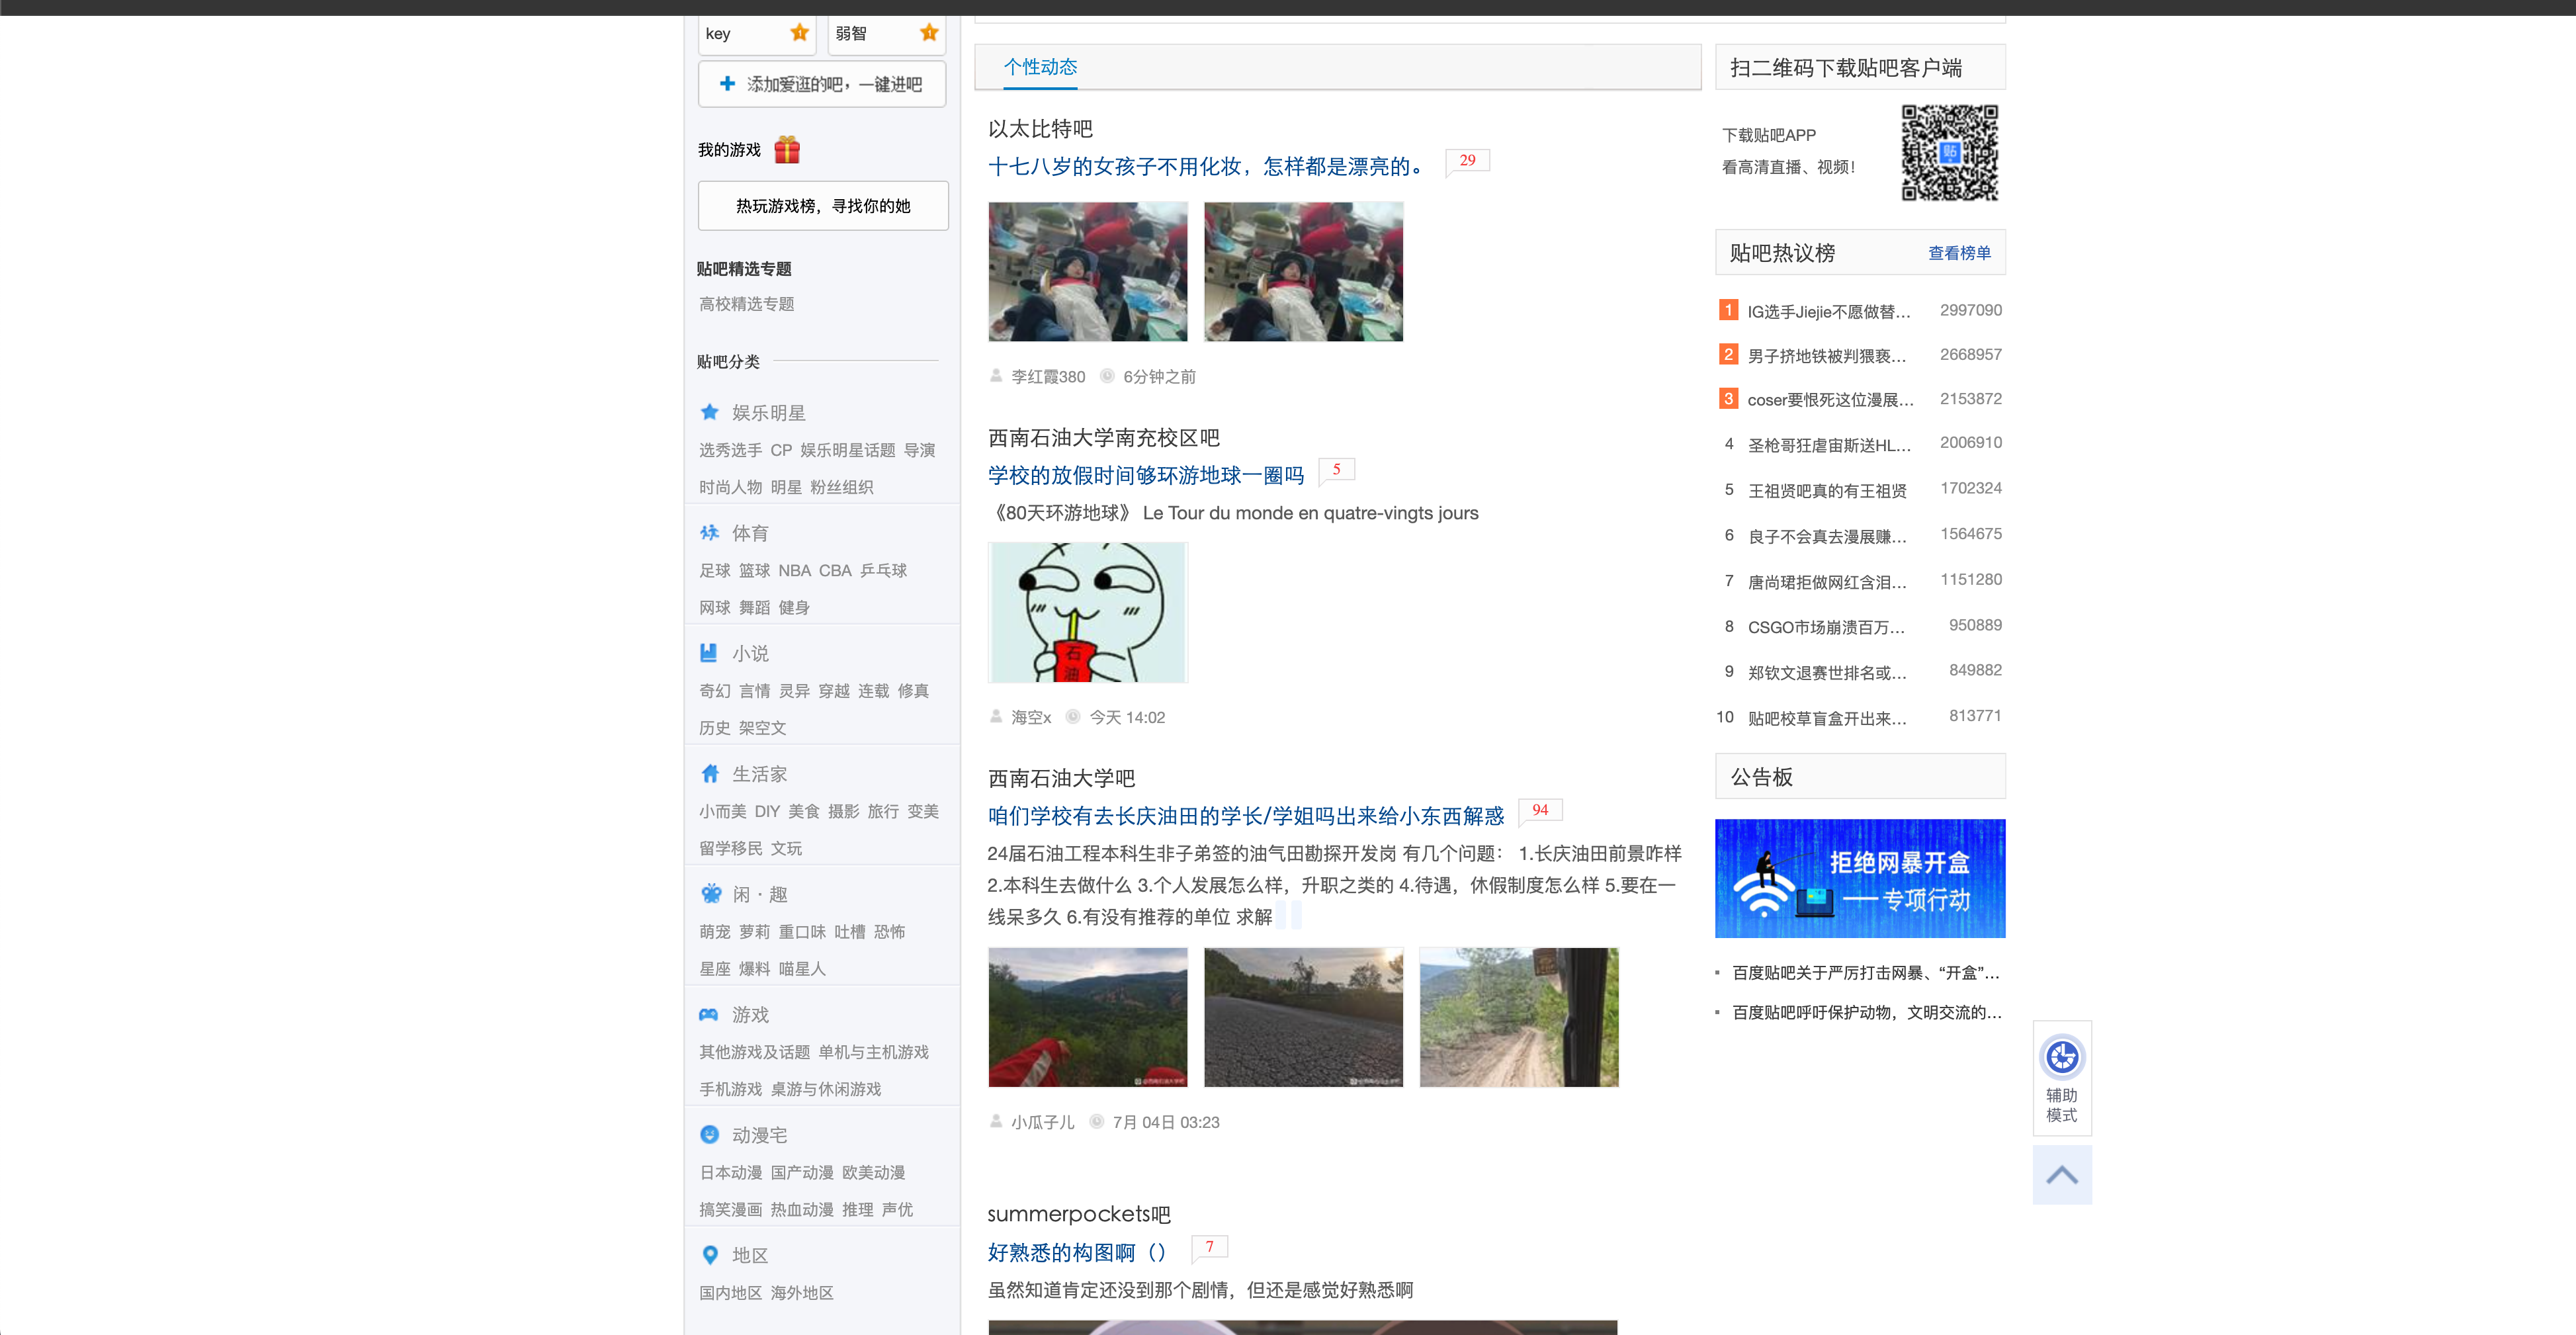 key
弱智
添加爱逛的吧，一键进吧
我的游戏
热玩游戏榜，寻找你的她
贴吧精选专题
高校精选专题
贴吧分类
娱乐明星
选秀选手 CP 娱乐明星话题 导演
时尚人物 明星 粉丝组织
体育
足球 篮球 NBA CBA 乒乓球
网球 舞蹈 健身
小说
奇幻 言情 灵异 穿越 连载 修真
历史 架空文
生活家
小而美 DIY 美食 摄影 旅行 变美
留学移民 文玩
闲・趣
萌宠 萝莉 重口味 吐槽 恐怖
星座 爆料 喵星人
游戏
其他游戏及话题 单机与主机游戏
手机游戏 桌游与休闲游戏
动漫宅
日本动漫 国产动漫 欧美动漫
搞笑漫画 热血动漫 推理 声优
地区
国内地区 海外地区
个性动态
以太比特吧
十七八岁的女孩子不用化妆，怎样都是漂亮的。 29
李红霞380 6分钟之前
西南石油大学南充校区吧
学校的放假时间够环游地球一圈吗 5
《80天环游地球》 Le Tour du monde en quatre-vingts jours
石
油
海空x 今天 14:02
西南石油大学吧
咱们学校有去长庆油田的学长/学姐吗出来给小东西解惑 94
24届石油工程本科生非子弟签的油气田勘探开发岗 有几个问题： 1.长庆油田前景咋样
2.本科生去做什么 3.个人发展怎么样，升职之类的 4.待遇，休假制度怎么样 5.要在一
线呆多久 6.有没有推荐的单位 求解
小瓜子儿 7月 04日 03:23
summerpockets吧
好熟悉的构图啊（） 7
虽然知道肯定还没到那个剧情，但还是感觉好熟悉啊
扫二维码下载贴吧客户端
下载贴吧APP
看高清直播、视频！
贴
贴吧热议榜 查看榜单
1 IG选手Jiejie不愿做替... 2997090
2 男子挤地铁被判猥亵... 2668957
3 coser要恨死这位漫展... 2153872
4 圣枪哥狂虐宙斯送HL... 2006910
5 王祖贤吧真的有王祖贤 1702324
6 良子不会真去漫展赚... 1564675
7 唐尚珺拒做网红含泪... 1151280
8 CSGO市场崩溃百万... 950889
9 郑钦文退赛世排名或... 849882
10 贴吧校草盲盒开出来... 813771
公告板
拒绝网暴开盒
——专项行动
百度贴吧关于严厉打击网暴、“开盒”...
百度贴吧呼吁保护动物，文明交流的...
辅助
模式